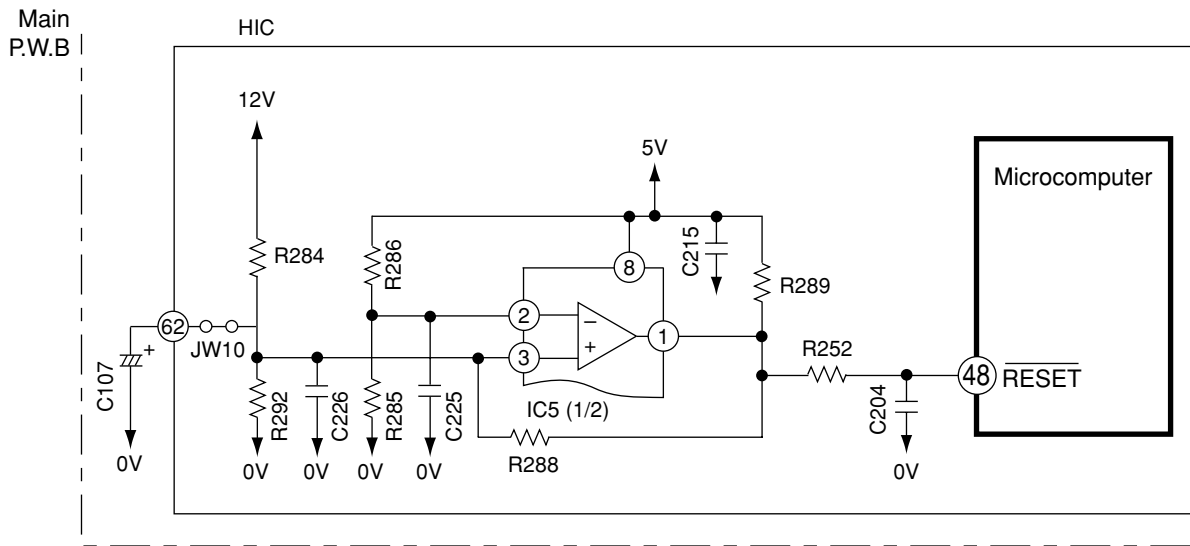 Main
P.W.B
HIC
12V
5V
Microcomputer
R284
R286
8
C215
R289
62
JW10
2
−
1
3
+
R252
48
RESET
C107
+
R292
C226
R285
C225
IC5 (1/2)
C204
R288
0V
0V
0V
0V
0V
0V